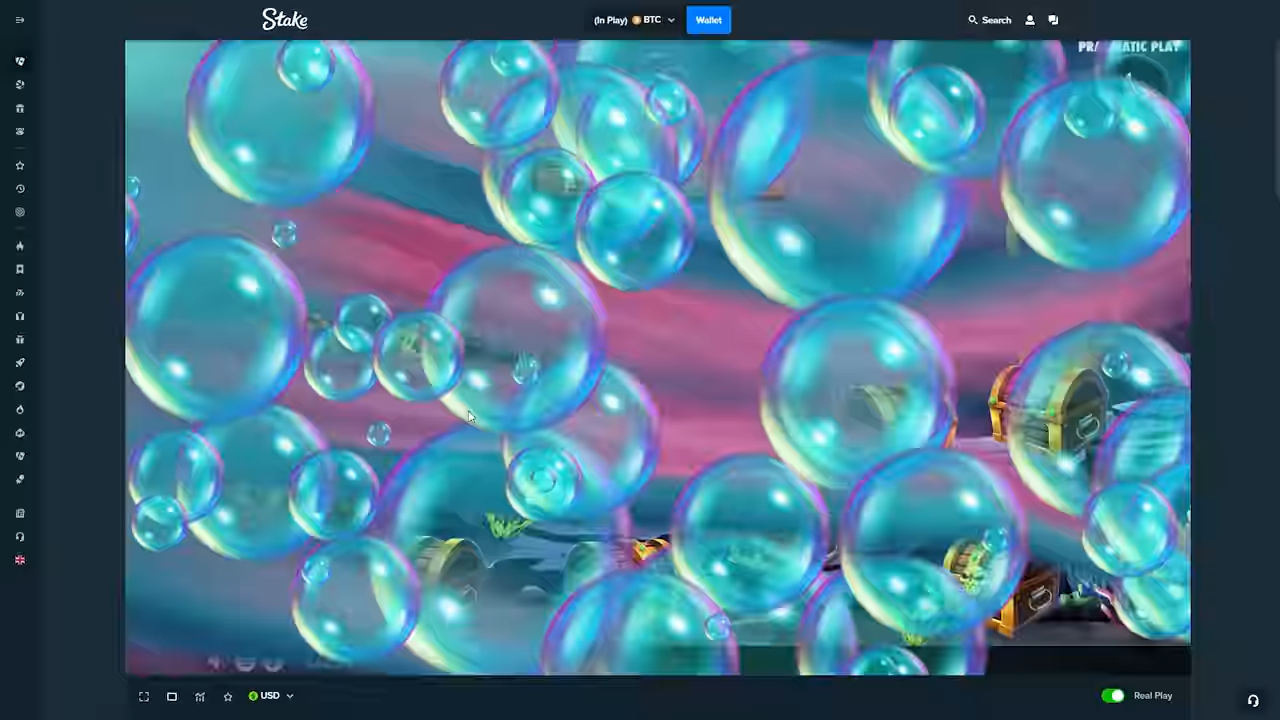 Stake
(In Play) BTC
Wallet
Search
USD
Real Play